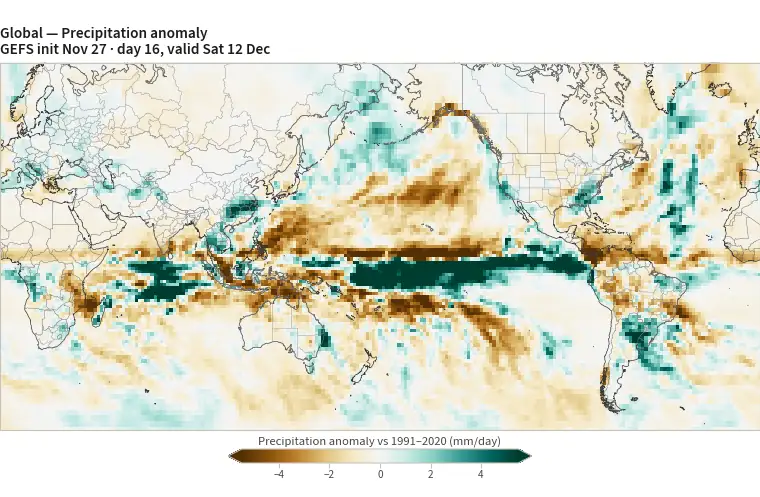 Global — Precipitation anomaly
GEFS init Nov 27 · day 16, valid Sat 12 Dec
Precipitation anomaly vs 1991–2020 (mm/day)
−4 −2 0 2 4